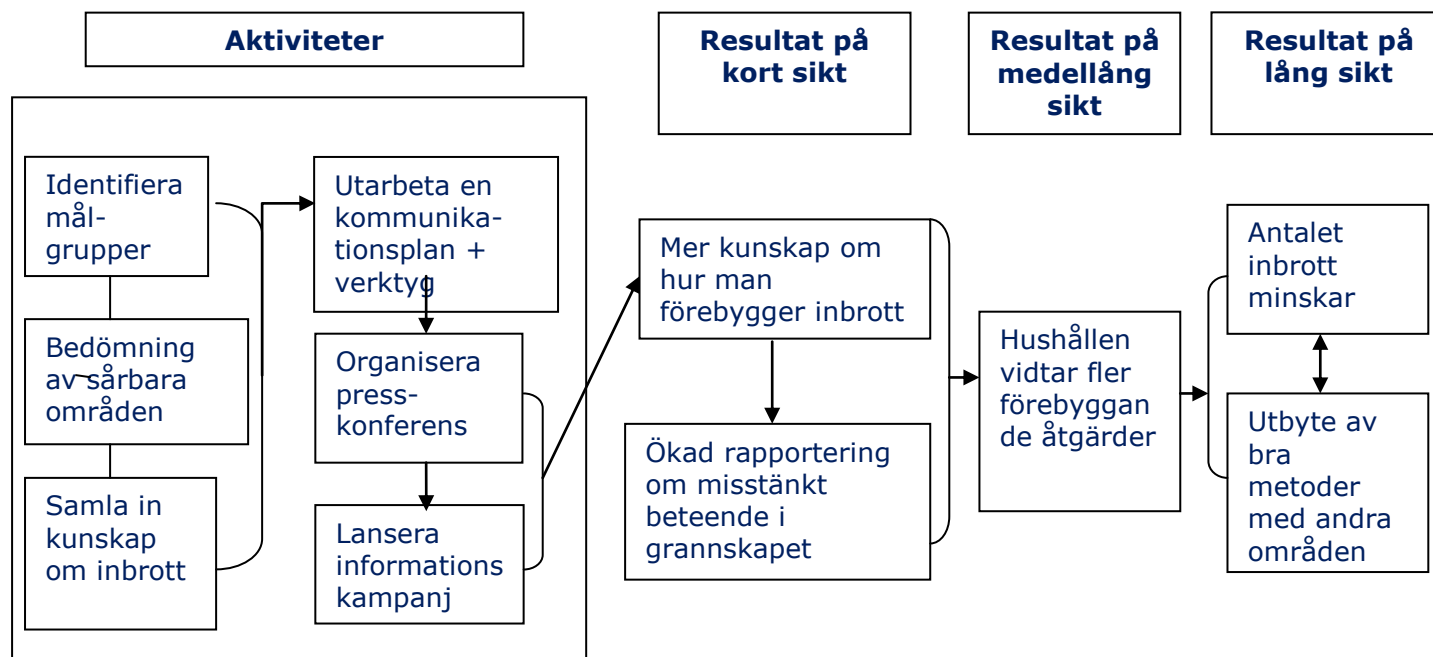 Aktiviteter
Resultat på
kort sikt
Resultat på
medellång
sikt
Resultat på
lång sikt
Identifiera
mål-
grupper
Bedömning
av sårbara
områden
Samla in
kunskap
om inbrott
Utarbeta en
kommunika-
tionsplan +
verktyg
Organisera
press-
konferens
Lansera
informations
kampanj
Mer kunskap om
hur man
förebygger inbrott
Ökad rapportering
om misstänkt
beteende i
grannskapet
Hushållen
vidtar fler
förebyggan
de åtgärder
Antalet
inbrott
minskar
Utbyte av
bra
metoder
med andra
områden